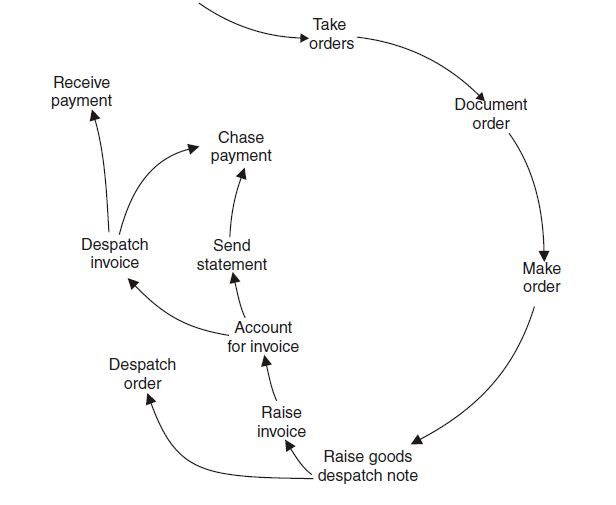 Take
orders
Document
order
Make
order
Raise goods
despatch note
Raise
invoice
Despatch
order
Account
for invoice
Send
statement
Chase
payment
Despatch
invoice
Receive
payment